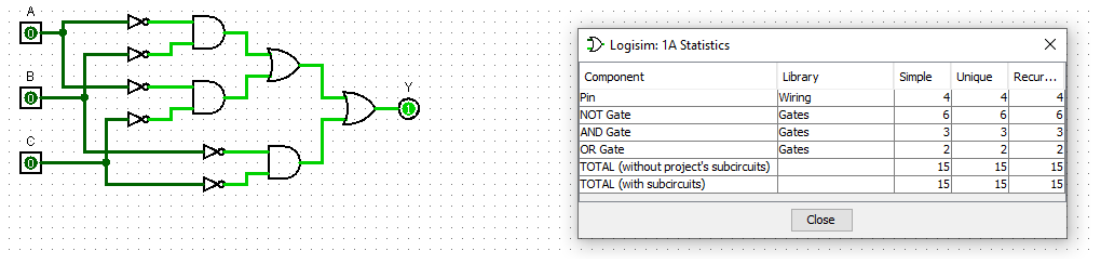 A
0
B
0
C
0
Y
1
Logisim: 1A Statistics
Component Library Simple Unique Recur...
Pin Wiring 4 4 4
NOT Gate Gates 6 6 6
AND Gate Gates 3 3 3
OR Gate Gates 2 2 2
TOTAL (without project's subcircuits) 15 15 15
TOTAL (with subcircuits) 15 15 15
Close